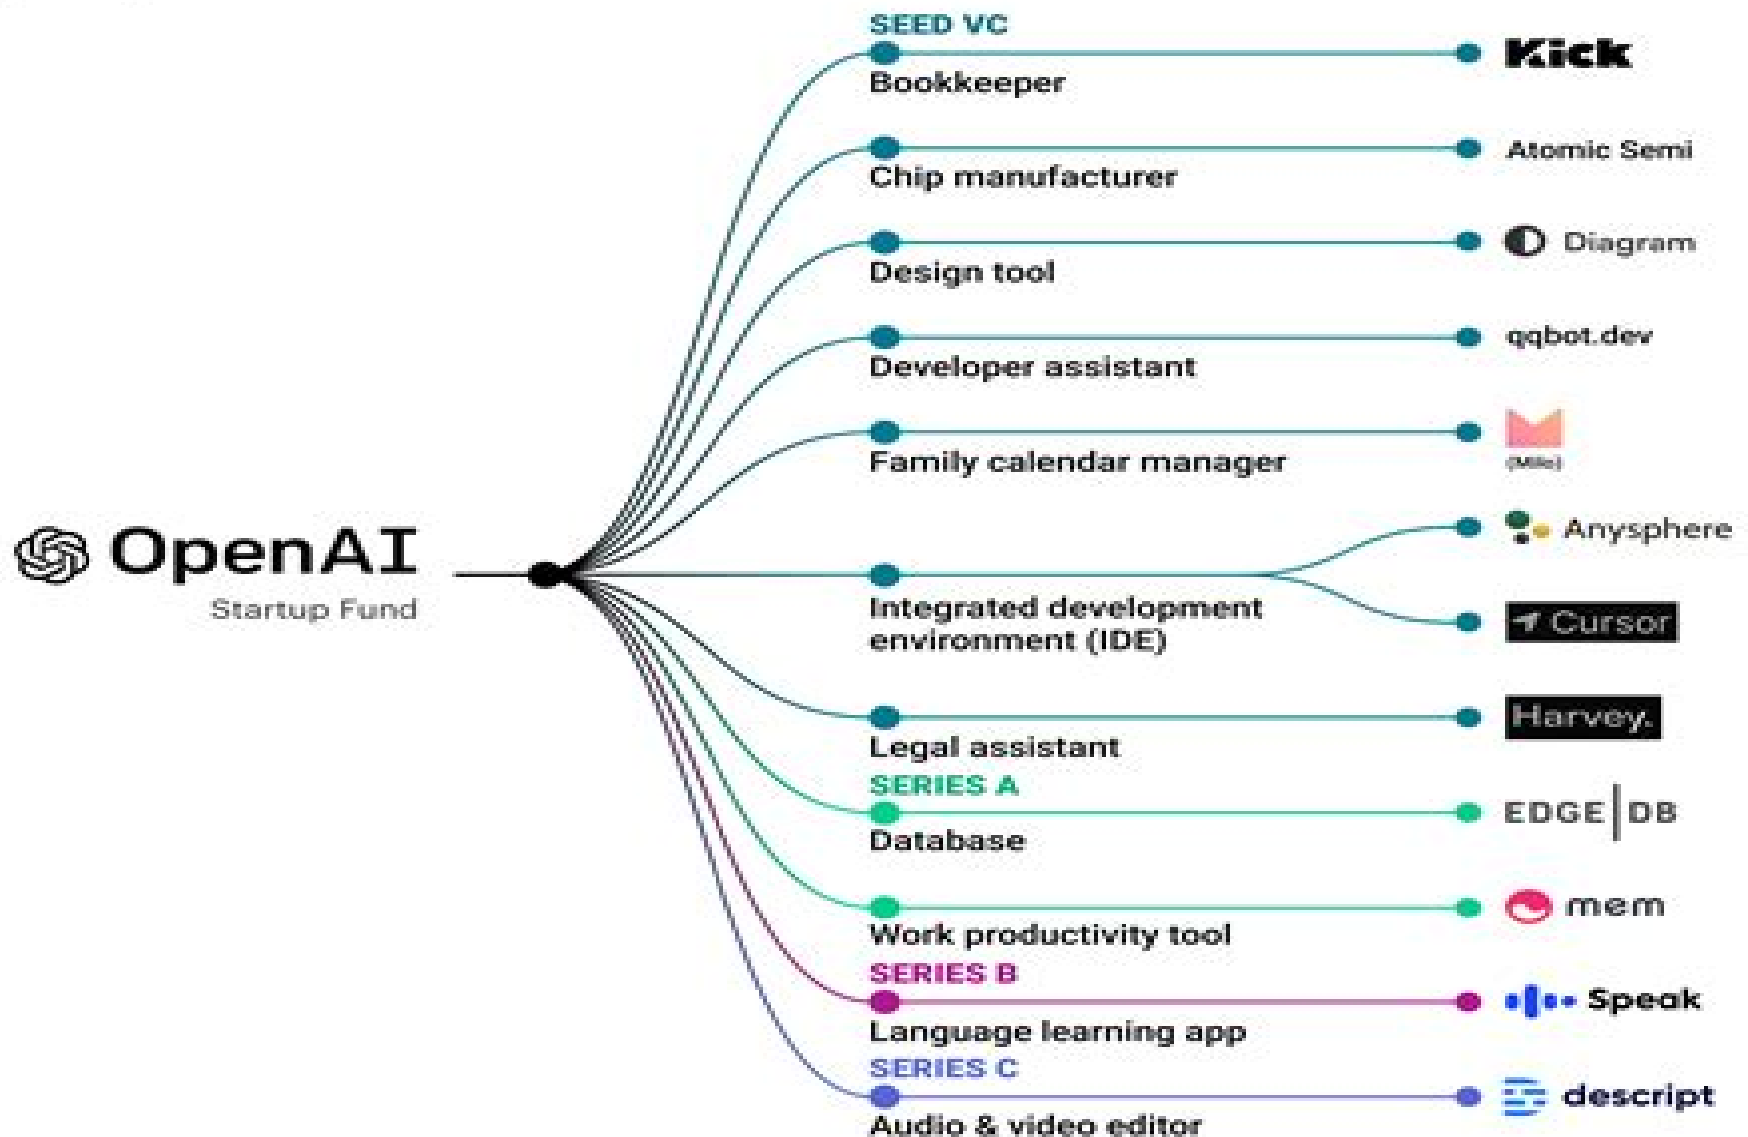 SEED VC
Kick
Bookkeeper
Atomic Semi
Chip manufacturer
Diagram
Design tool
qqbot.dev
Developer assistant
Family calendar manager
(Milo)
Anysphere
OpenAI
Startup Fund
Integrated development
environment (IDE)
Cursor
Harvey.
Legal assistant
SERIES A
EDGE|DB
Database
mem
Work productivity tool
SERIES B
Speak
Language learning app
SERIES C
descript
Audio & video editor